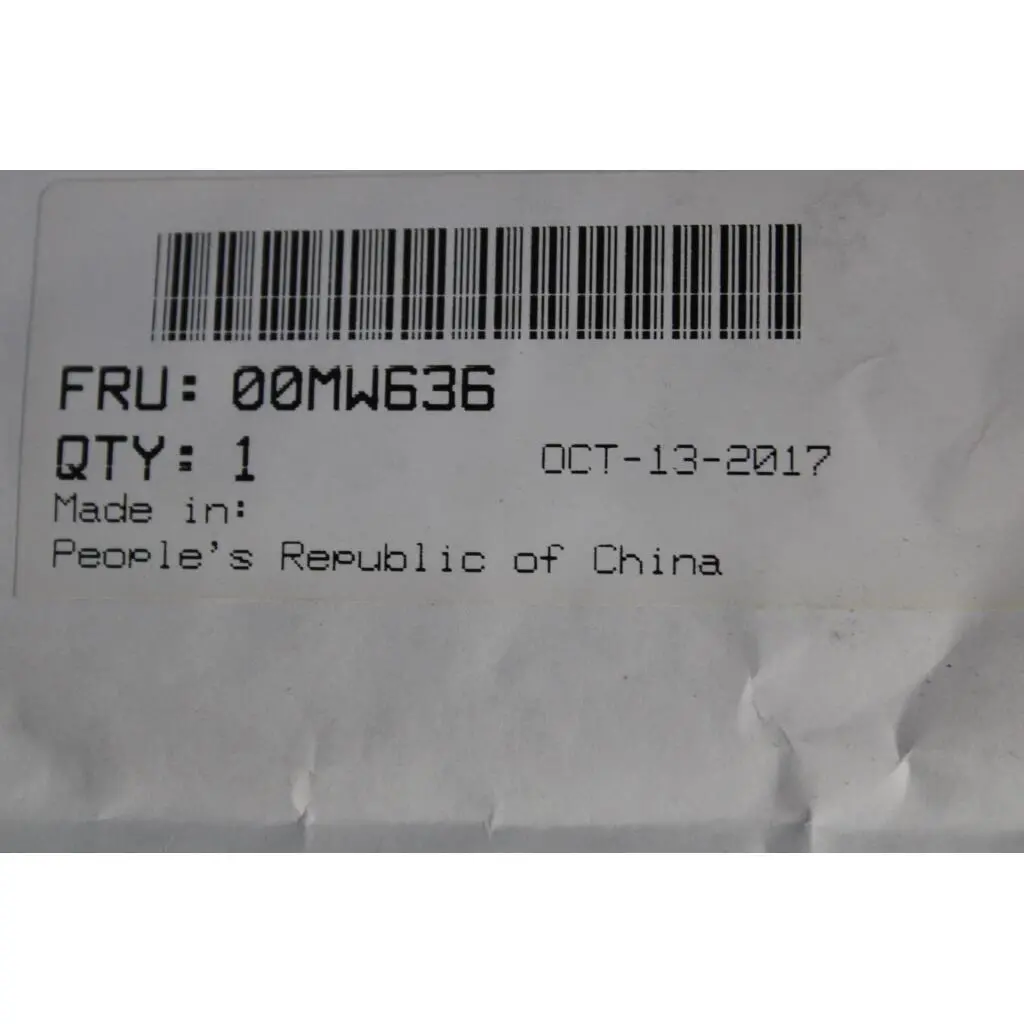 FRU: 00MW636
QTY: 1 OCT-13-2017
Made in:
People's Republic of China